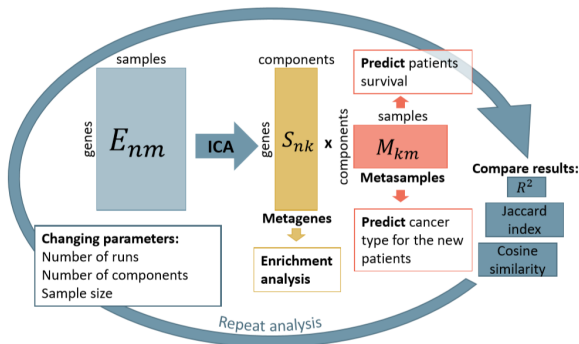 samples
genes
E_nm
ICA
components
genes
S_nk
x
Metagenes
Enrichment
analysis
Predict patients
survival
samples
components
M_km
Metasamples
Predict cancer
type for the new
patients
Compare results:
R²
Jaccard
index
Cosine
similarity
Changing parameters:
Number of runs
Number of components
Sample size
Repeat analysis